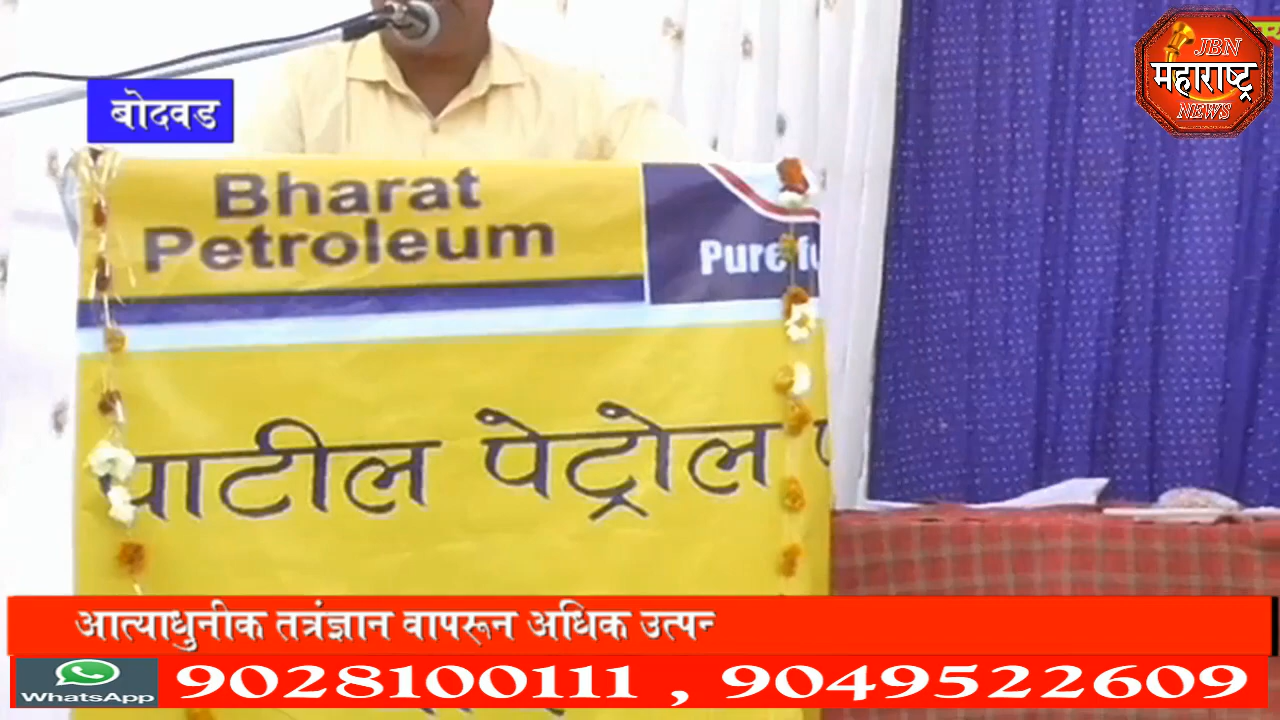 JBN
महाराष्ट्र
NEWS
बोदवड
Bharat
Petroleum
Pure
पाटील पेट्रोल
आत्याधुनीक तत्रंज्ञान वापरून अधिक उत्पन
WhatsApp
9028100111 , 9049522609